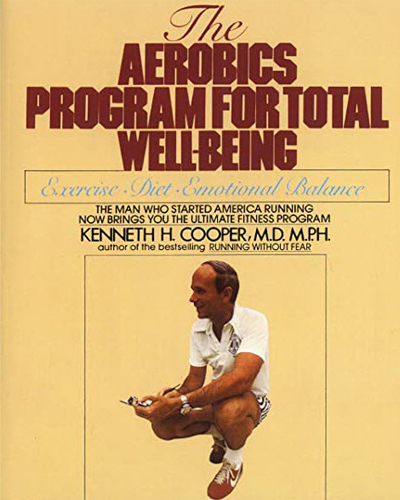 The
AEROBICS
PROGRAM FOR TOTAL
WELL-BEING
Exercise · Diet · Emotional Balance
THE MAN WHO STARTED AMERICA RUNNING
NOW BRINGS YOU THE ULTIMATE FITNESS PROGRAM
KENNETH H. COOPER, M.D. M.P.H.
author of the bestselling RUNNING WITHOUT FEAR